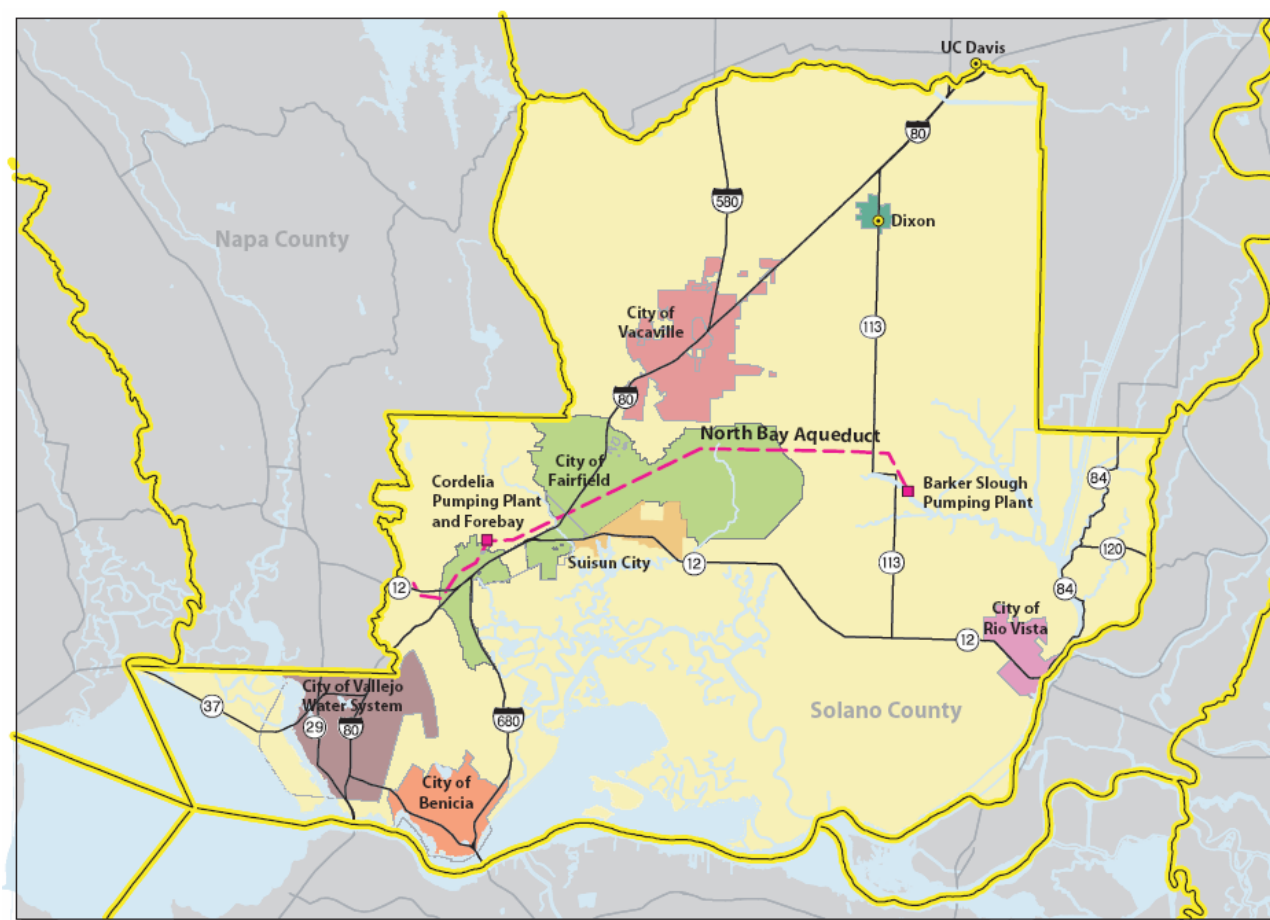 UC Davis
80
580
Dixon
Napa County
113
City of
Vacaville
80
North Bay Aqueduct
City of
Fairfield
Cordelia
Pumping Plant
and Forebay
Barker Slough
Pumping Plant
84
120
Suisun City
12
113
12
84
City of
Rio Vista
12
City of Vallejo
Water System
37
29
80
680
Solano County
City of
Benicia